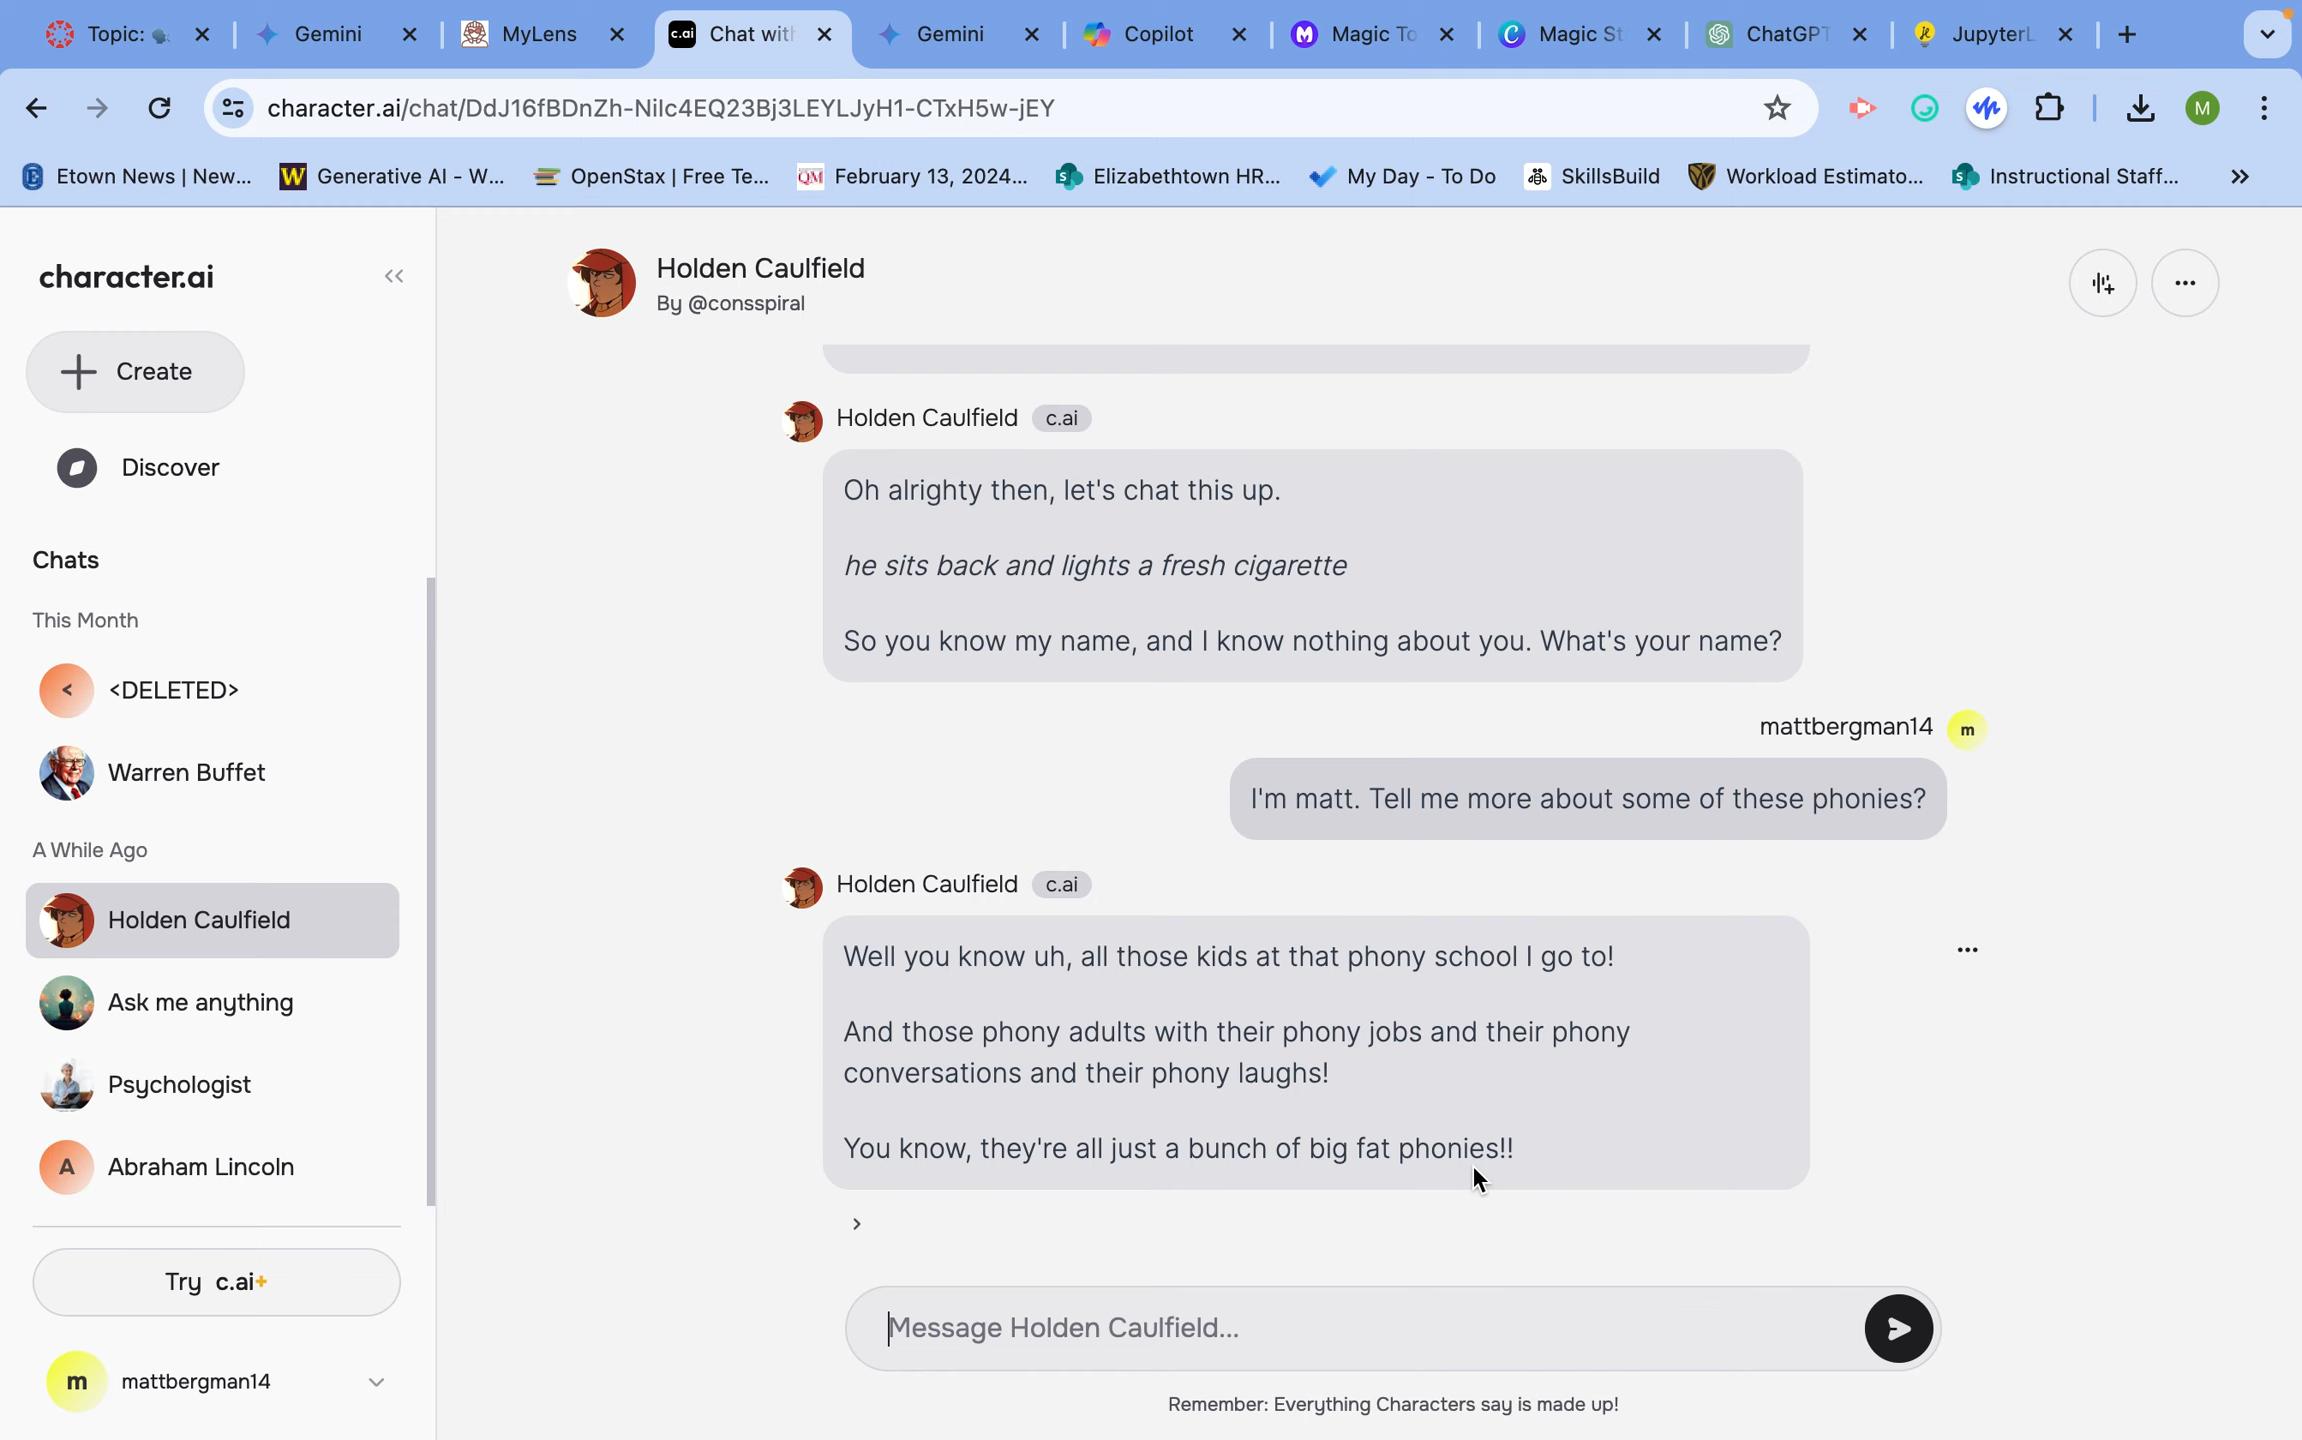 Topic:
Gemini
MyLens
Chat wit
Gemini
Copilot
Magic To
Magic St
ChatGPT
JupyterL
character.ai/chat/DdJ16fBDnZh-Nilc4EQ23Bj3LEYLJyH1-CTxH5w-jEY
M
Etown News | New...
Generative AI - W...
OpenStax | Free Te...
February 13, 2024...
Elizabethtown HR...
My Day - To Do
SkillsBuild
Workload Estimato...
Instructional Staff...
character.ai
Create
Discover
Chats
This Month
<DELETED>
Warren Buffet
A While Ago
Holden Caulfield
Ask me anything
Psychologist
A
Abraham Lincoln
Try c.ai+
m
mattbergman14
Holden Caulfield
By @consspiral
Holden Caulfield c.ai
Oh alrighty then, let's chat this up.
he sits back and lights a fresh cigarette
So you know my name, and I know nothing about you. What's your name?
mattbergman14
m
I'm matt. Tell me more about some of these phonies?
Holden Caulfield c.ai
Well you know uh, all those kids at that phony school I go to!
And those phony adults with their phony jobs and their phony
conversations and their phony laughs!
You know, they're all just a bunch of big fat phonies!!
Message Holden Caulfield...
Remember: Everything Characters say is made up!